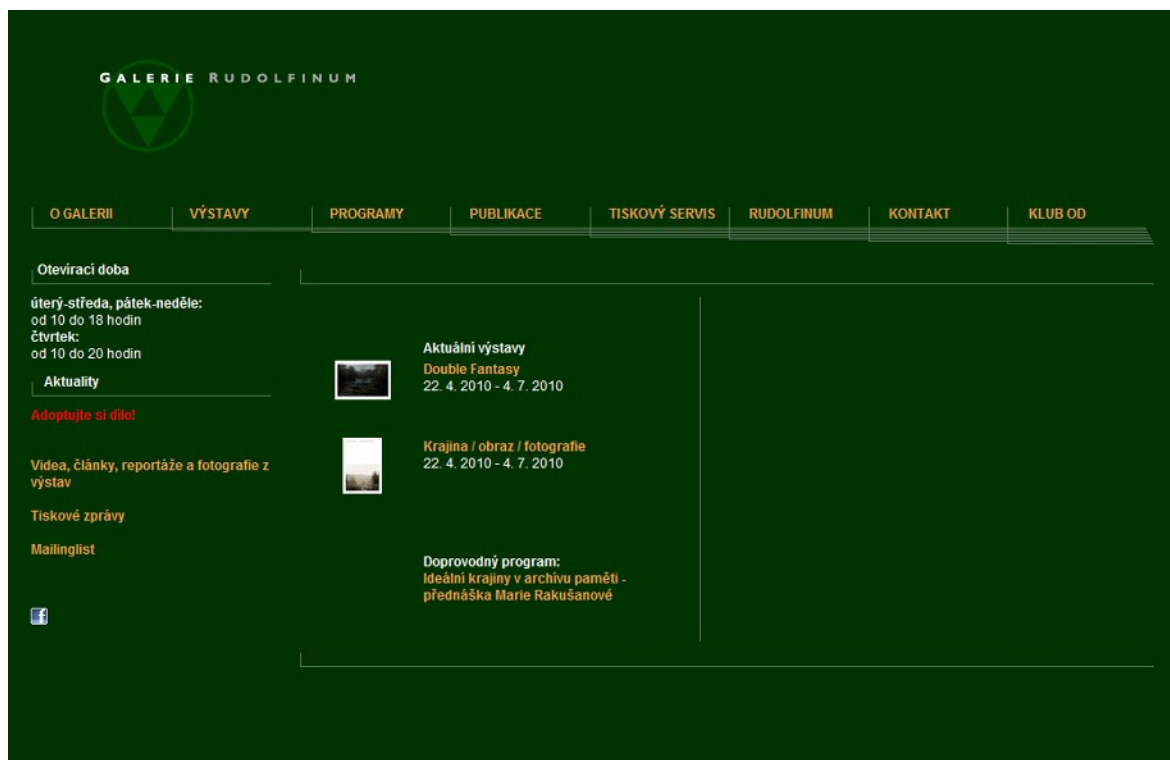 GALERIE RUDOLFINUM
O GALERII
VÝSTAVY
PROGRAMY
PUBLIKACE
TISKOVÝ SERVIS
RUDOLFINUM
KONTAKT
KLUB OD
Otevírací doba
úterý-středa, pátek-neděle:
od 10 do 18 hodin
čtvrtek:
od 10 do 20 hodin
Aktuality
Adoptujte si dílo!
Videa, články, reportáže a fotografie z
výstav
Tiskové zprávy
Mailinglist
f
Aktuální výstavy
Double Fantasy
22. 4. 2010 - 4. 7. 2010
Krajina / obraz / fotografie
22. 4. 2010 - 4. 7. 2010
Doprovodný program:
Ideální krajiny v archivu paměti -
přednáška Marie Rakušanové